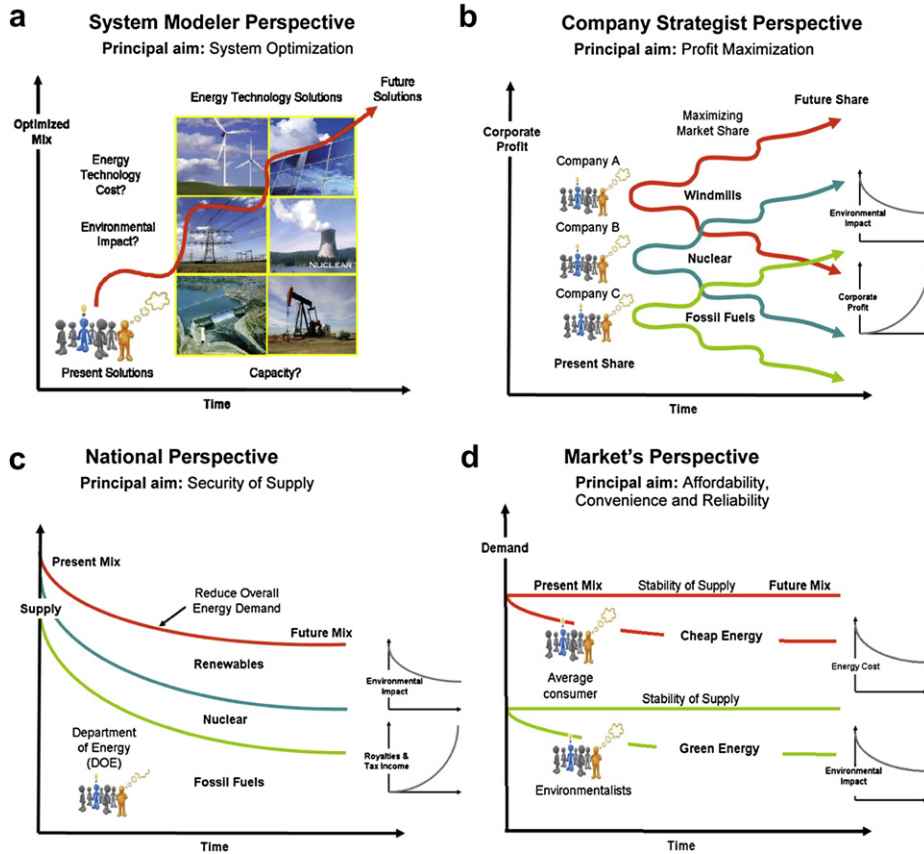 a
System Modeler Perspective
Principal aim: System Optimization
Optimized
Mix
Energy Technology Solutions
Future
Solutions
Energy
Technology
Cost?
Environmental
Impact?
NUCLEAR
Present Solutions
Capacity?
Time
b
Company Strategist Perspective
Principal aim: Profit Maximization
Corporate
Profit
Maximizing
Market Share
Future Share
Company A
Windmills
Company B
Nuclear
Company C
Fossil Fuels
Present Share
Environmental
Impact
Corporate
Profit
Time
c
National Perspective
Principal aim: Security of Supply
Present Mix
Supply
Reduce Overall
Energy Demand
Future Mix
Renewables
Nuclear
Department
of Energy
(DOE)
Fossil Fuels
Environmental
Impact
Royalties &
Tax Income
Time
d
Market's Perspective
Principal aim: Affordability,
Convenience and Reliability
Demand
Present Mix
Stability of Supply
Future Mix
Cheap Energy
Average
consumer
Energy Cost
Stability of Supply
Green Energy
Environmentalists
Environmental
Impact
Time